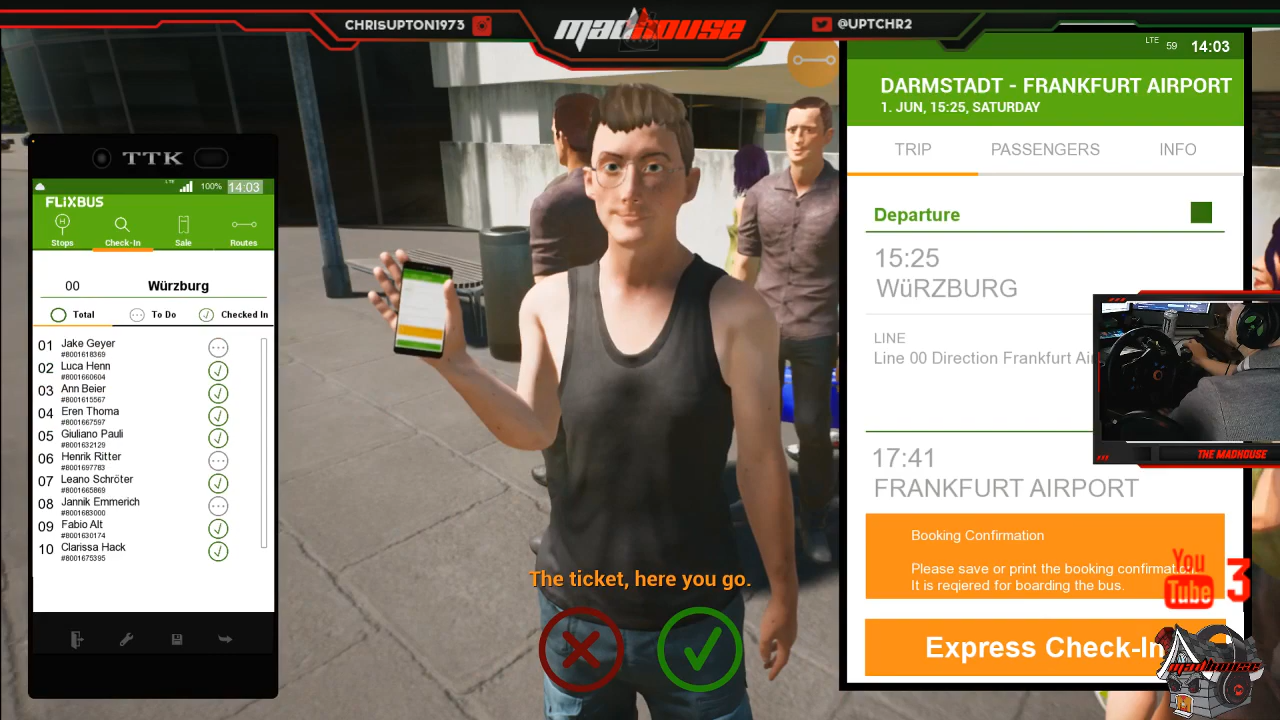 CHRISUPTON1973
madhouse
@UPTCHR2
TTK
LTE
100%
14:03
FLiXBUS
Stops
Check-In
Sale
Routes
00
Würzburg
Total
To Do
Checked In
01 Jake Geyer
#8001618369
02 Luca Henn
#8001660604
03 Ann Beier
#8001615567
04 Eren Thoma
#8001667597
05 Giuliano Pauli
#8001632129
06 Henrik Ritter
#8001697783
07 Leano Schröter
#8001665869
08 Jannik Emmerich
#8001683000
09 Fabio Alt
#8001630174
10 Clarissa Hack
#8001675395
The ticket, here you go.
LTE 59 14:03
DARMSTADT - FRANKFURT AIRPORT
1. JUN, 15:25, SATURDAY
TRIP
PASSENGERS
INFO
Departure
15:25
WüRZBURG
LINE
Line 00 Direction Frankfurt Ai
THE MADHOUSE
17:41
FRANKFURT AIRPORT
Booking Confirmation
Please save or print the booking confirmation.
It is reqiered for boarding the bus.
You
Tube
3
Express Check-In
madhouse